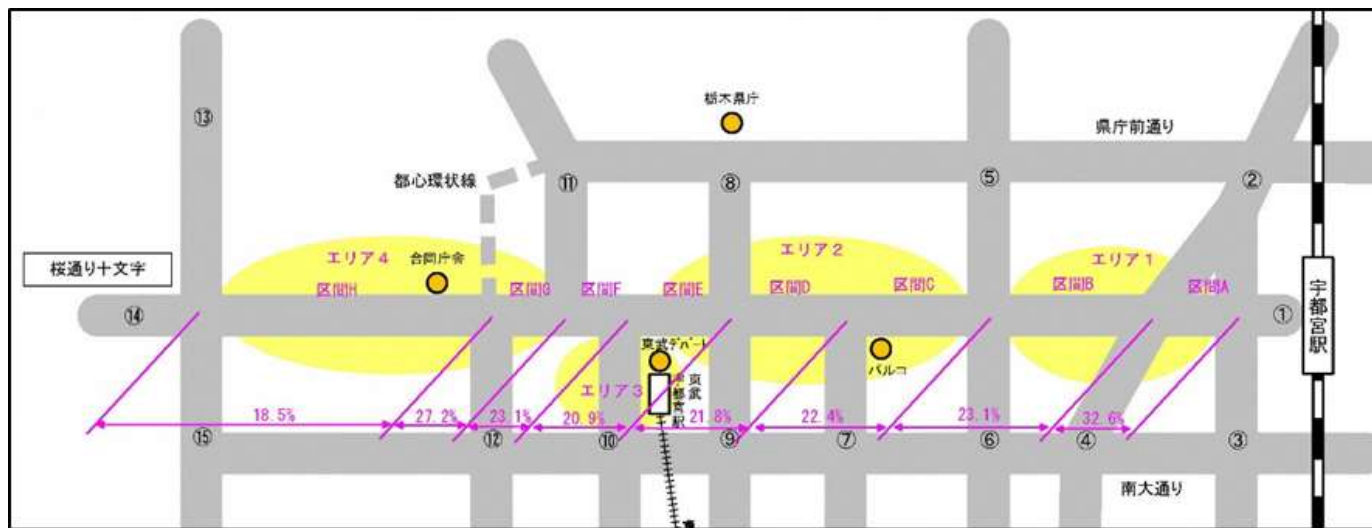 栃木県庁
⑬
県庁前通り
都心環状線
⑪
⑧
⑤
②
エリア4
合同庁舎
エリア2
エリア1
桜通り十文字
区間H
区間G
区間F
区間E
区間D
区間C
区間B
区間A
宇都宮駅
⑭
①
東武デパート
パルコ
エリア3
東武
宇都宮駅
18.5%
27.2%
23.1%
20.9%
21.8%
22.4%
23.1%
32.6%
⑮
⑫
⑩
⑨
⑦
⑥
④
③
南大通り